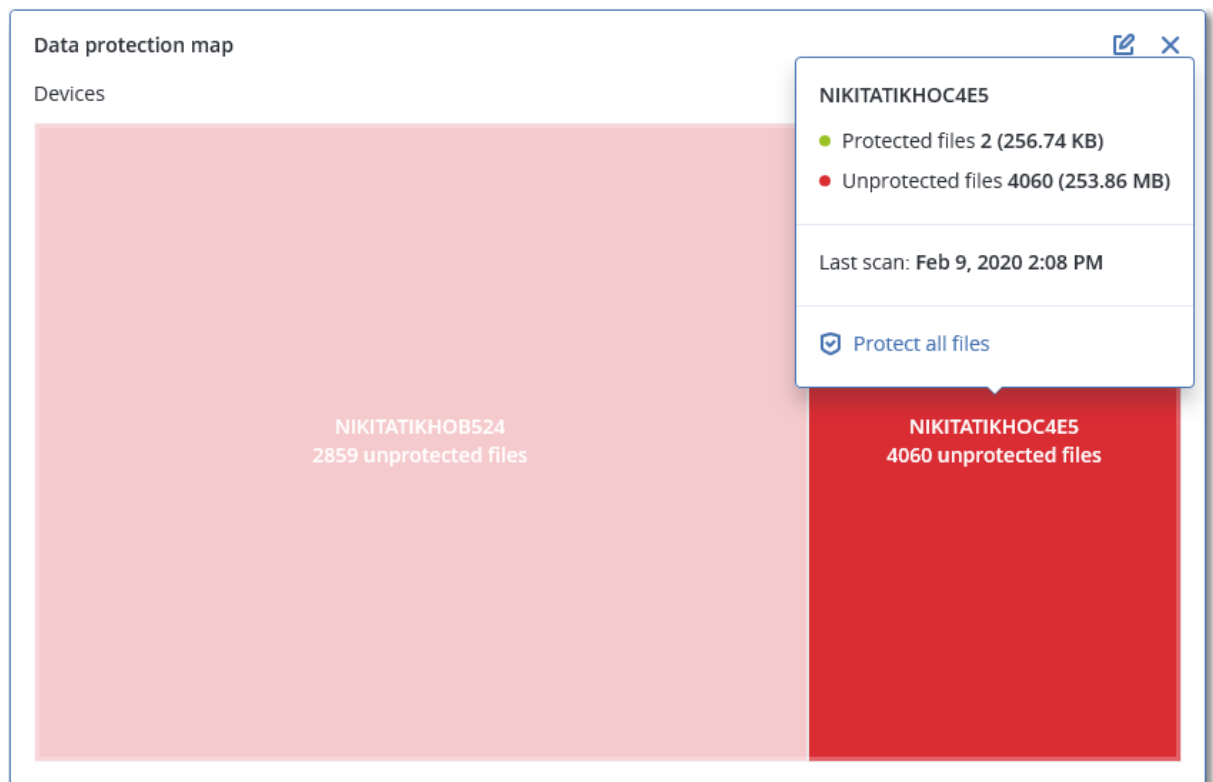 Data protection map
Devices
NIKITATIKHOC4E5
Protected files 2 (256.74 KB)
Unprotected files 4060 (253.86 MB)
Last scan: Feb 9, 2020 2:08 PM
Protect all files
NIKITATIKHOB524
2859 unprotected files
NIKITATIKHOC4E5
4060 unprotected files